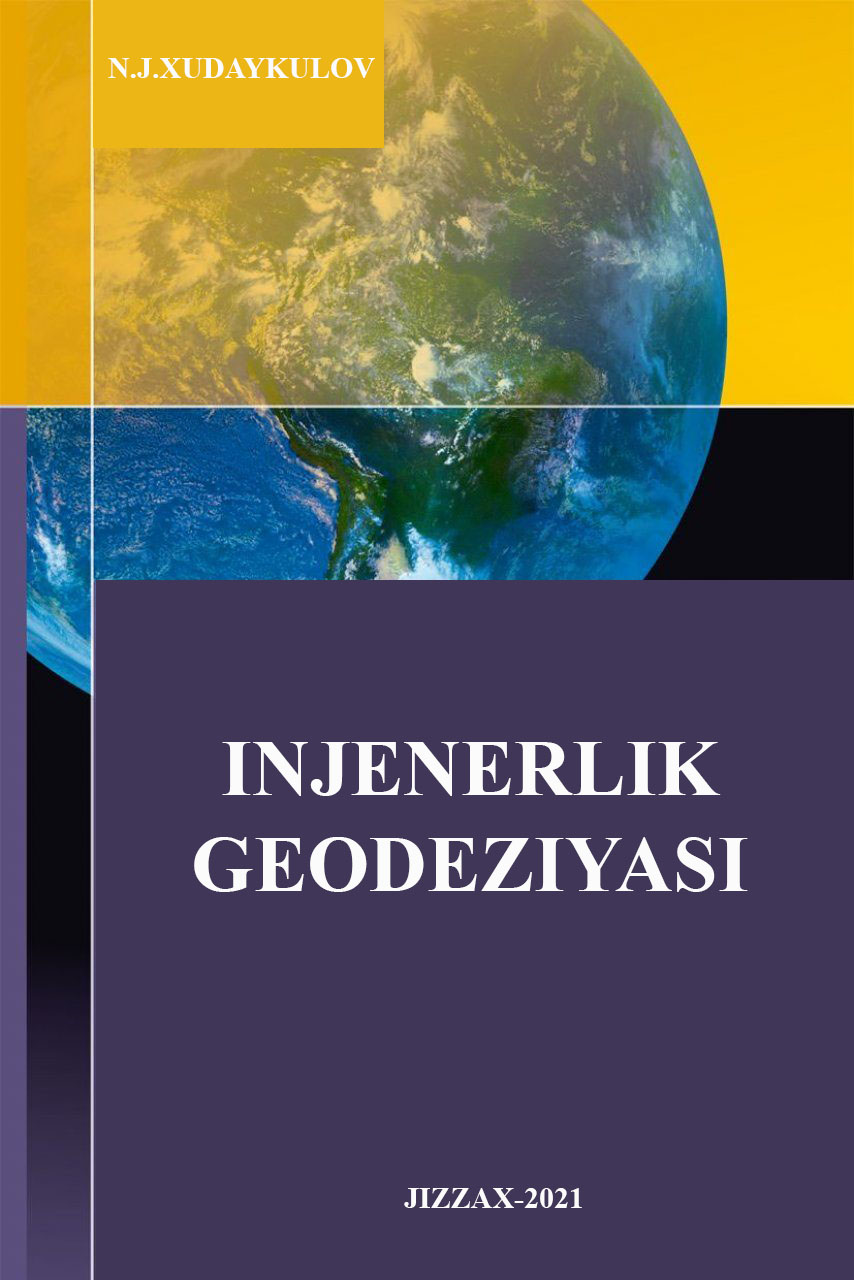 N.J.XUDAYKULOV
INJENERLIK
GEODEZIYASI
JIZZAX-2021